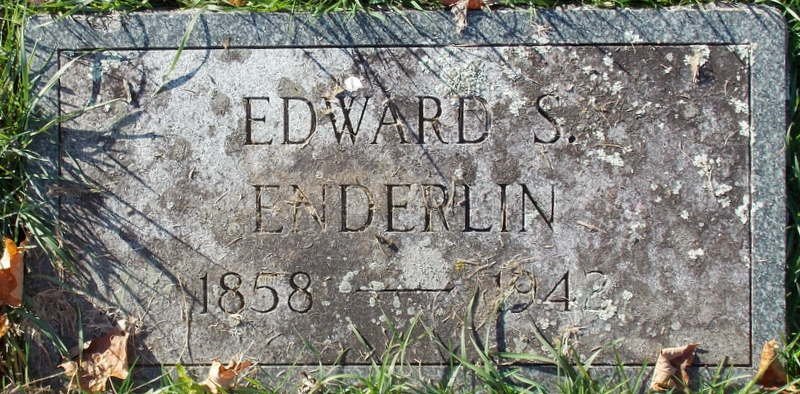 EDWARD S.
ENDERLIN
1858 — 1942